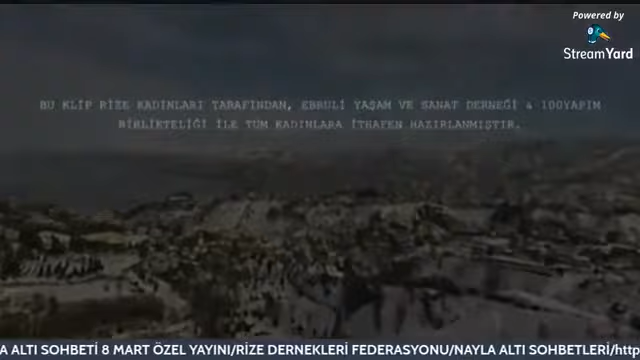 Powered by
StreamYard
BU KLİP RİZE KADINLARI TARAFINDAN, EBRULİ YAŞAM VE SANAT DERNEĞİ & 100YAPIM
BİRLİKTELİĞİ İLE TÜM KADINLARA İTHAFEN HAZIRLANMIŞTIR.
A ALTI SOHBETİ 8 MART ÖZEL YAYINI/RİZE DERNEKLERİ FEDERASYONU/NAYLA ALTI SOHBETLERİ/http